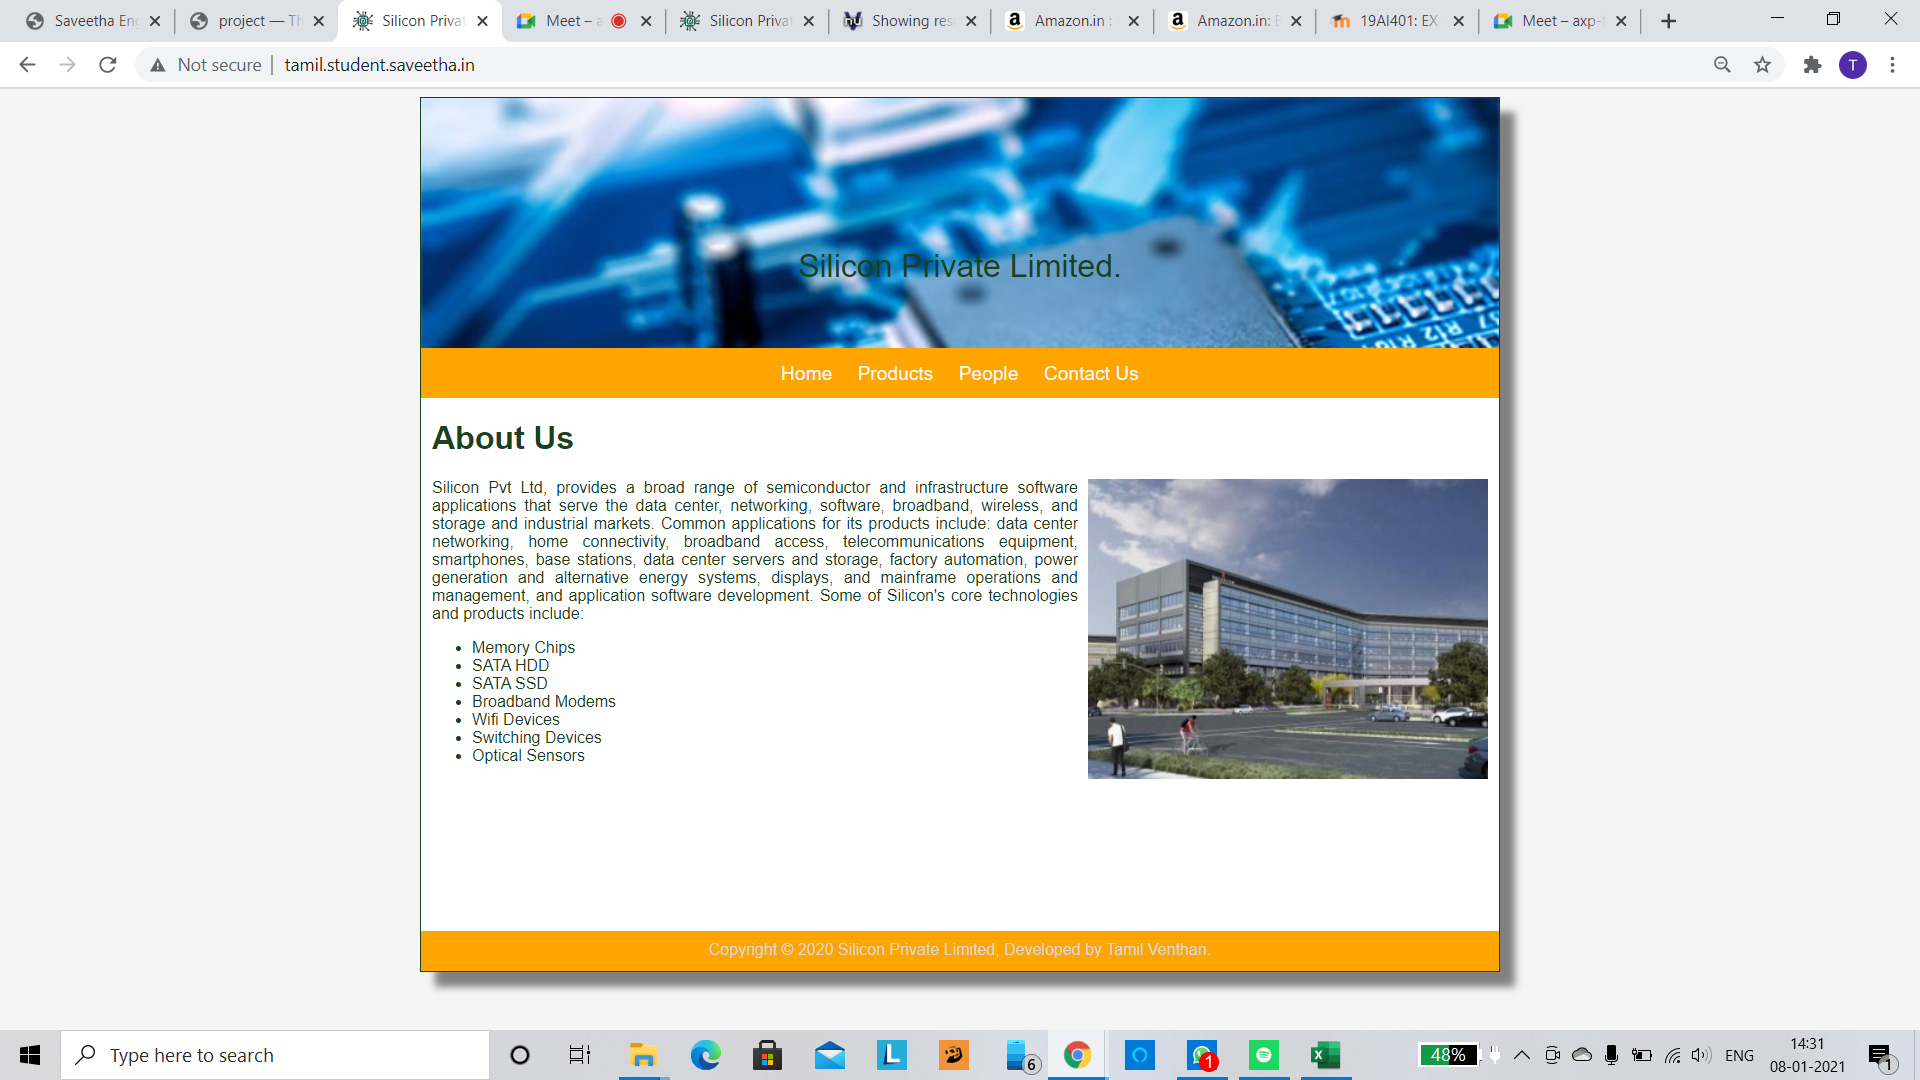 Saveetha En
project — Th
Silicon Privat
Meet – a
Silicon Privat
Showing res
Amazon.in :
Amazon.in: B
19AI401: EX
Meet – axp-
Not secure
tamil.student.saveetha.in
T
Silicon Private Limited.
Home Products People Contact Us
About Us
Silicon Pvt Ltd, provides a broad range of semiconductor and infrastructure software
applications that serve the data center, networking, software, broadband, wireless, and
storage and industrial markets. Common applications for its products include: data center
networking, home connectivity, broadband access, telecommunications equipment,
smartphones, base stations, data center servers and storage, factory automation, power
generation and alternative energy systems, displays, and mainframe operations and
management, and application software development. Some of Silicon's core technologies
and products include:
Memory Chips
SATA HDD
SATA SSD
Broadband Modems
Wifi Devices
Switching Devices
Optical Sensors
Copyright © 2020 Silicon Private Limited, Developed by Tamil Venthan.
Type here to search
6
1
48%
ENG
14:31
08-01-2021
1